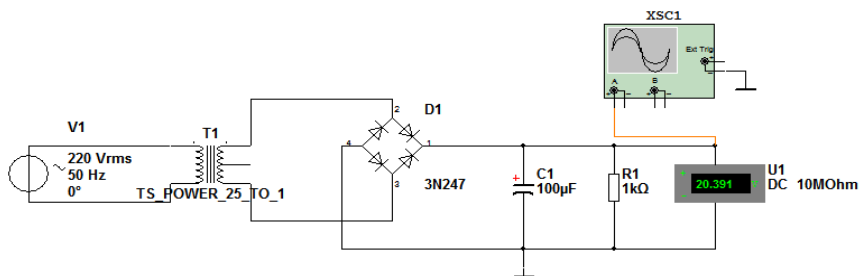 XSC1
Ext Trig
A
B
V1
220 Vrms
50 Hz
0°
T1
TS_POWER_25_TO_1
2
D1
4
1
3
3N247
C1
100µF
R1
1kΩ
U1
20.391
DC 10MOhm